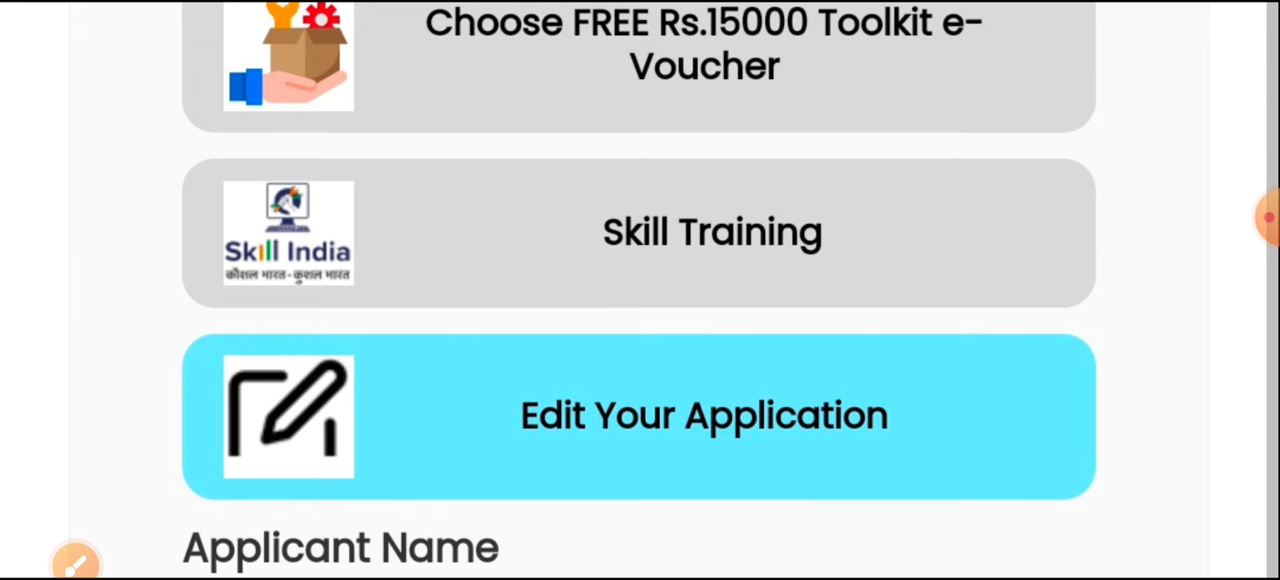 Choose FREE Rs.15000 Toolkit e-
Voucher
Skill India
कौशल भारत - कुशल भारत
Skill Training
Edit Your Application
Applicant Name